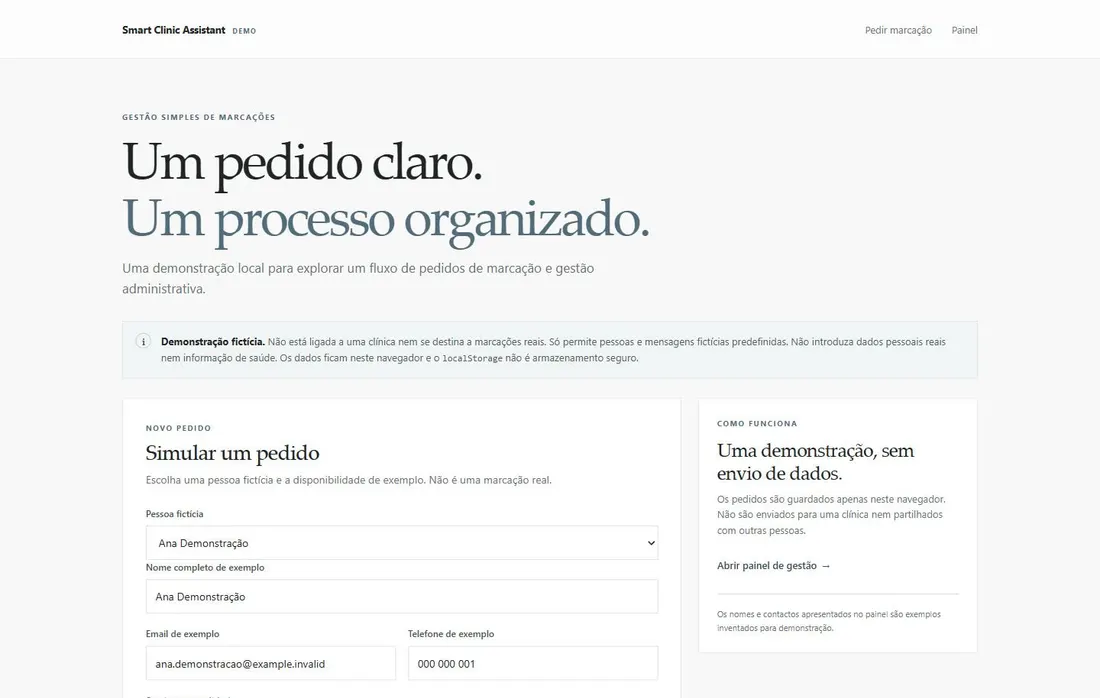 Smart Clinic Assistant DEMO
Pedir marcação
Painel
GESTÃO SIMPLES DE MARCAÇÕES
Um pedido claro.
Um processo organizado.
Uma demonstração local para explorar um fluxo de pedidos de marcação e gestão
administrativa.
i
Demonstração fictícia. Não está ligada a uma clínica nem se destina a marcações reais. Só permite pessoas e mensagens fictícias predefinidas. Não introduza dados pessoais reais
nem informação de saúde. Os dados ficam neste navegador e o localStorage não é armazenamento seguro.
NOVO PEDIDO
Simular um pedido
Escolha uma pessoa fictícia e a disponibilidade de exemplo. Não é uma marcação real.
Pessoa fictícia
Ana Demonstração
Nome completo de exemplo
Ana Demonstração
Email de exemplo
Telefone de exemplo
ana.demonstracao@example.invalid
000 000 001
COMO FUNCIONA
Uma demonstração, sem
envio de dados.
Os pedidos são guardados apenas neste navegador.
Não são enviados para uma clínica nem partilhados
com outras pessoas.
Abrir painel de gestão →
Os nomes e contactos apresentados no painel são exemplos
inventados para demonstração.